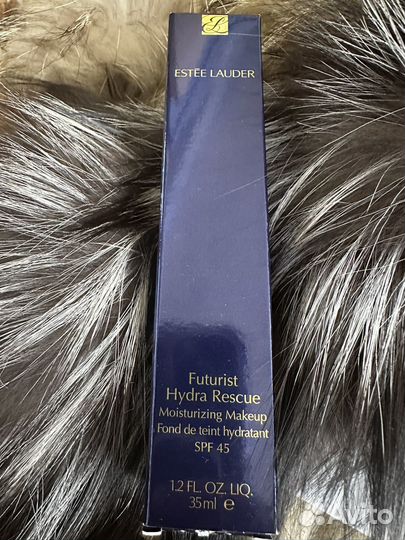 ESTĒE LAUDER
Futurist
Hydra Rescue
Moisturizing Makeup
Fond de teint hydratant
SPF 45
1.2 FL. OZ. LIQ.
35ml e
Avito